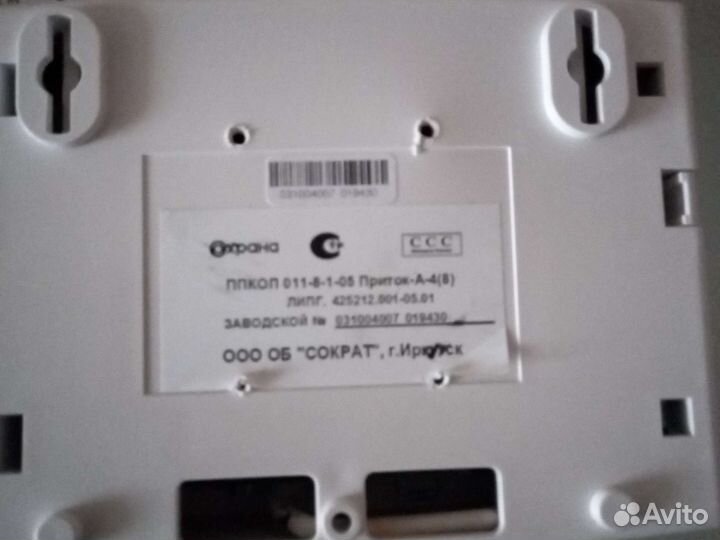 031004007 019430
Охрана
ССС
ППКОП 011-8-1-05 Приток-А-4(8)
ЛИПГ. 425212.001-05.01
ЗАВОДСКОЙ № 031004007 019430
ООО ОБ "СОКРАТ", г.Иркутск
Avito